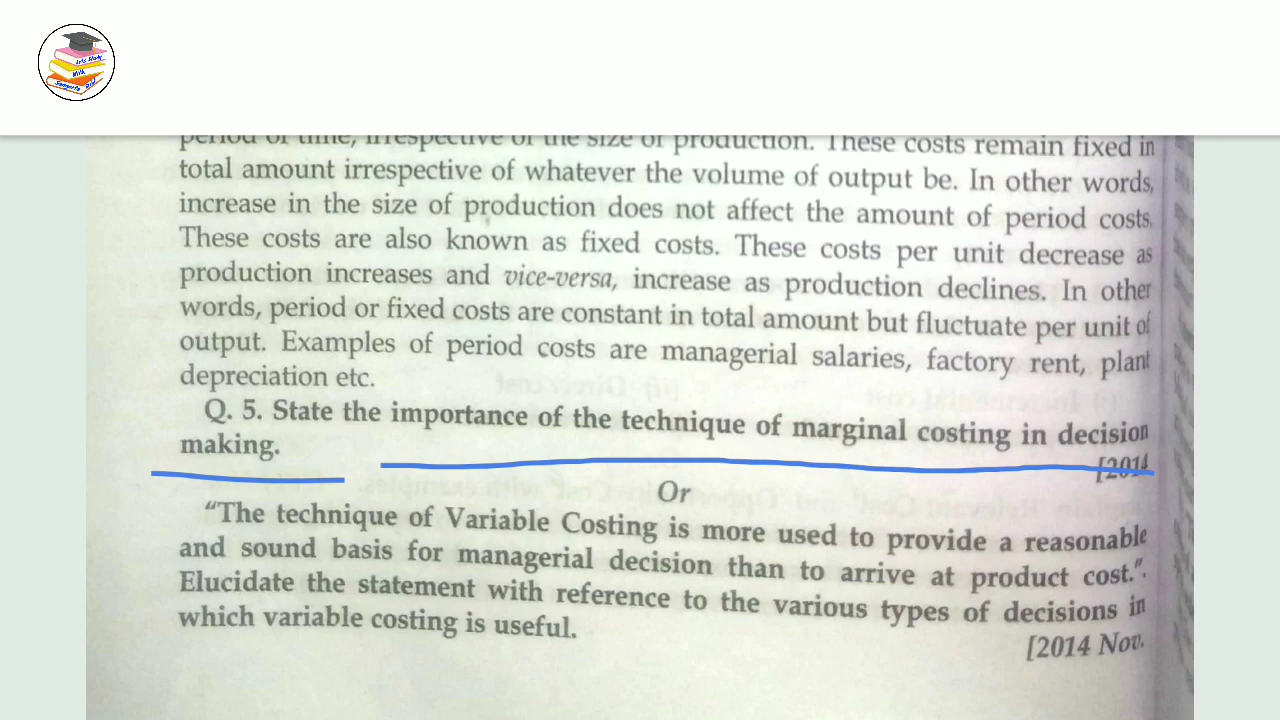 Arts Study
With
Samparka Das
period of time, irrespective of the size of production. These costs remain fixed in
total amount irrespective of whatever the volume of output be. In other words,
increase in the size of production does not affect the amount of period costs.
These costs are also known as fixed costs. These costs per unit decrease as
production increases and vice-versa, increase as production declines. In other
words, period or fixed costs are constant in total amount but fluctuate per unit of
output. Examples of period costs are managerial salaries, factory rent, plant
depreciation etc.
Q. 5. State the importance of the technique of marginal costing in decision
making.
[2014
Or
"The technique of Variable Costing is more used to provide a reasonable
and sound basis for managerial decision than to arrive at product cost.".
Elucidate the statement with reference to the various types of decisions in
which variable costing is useful.
[2014 Nov.